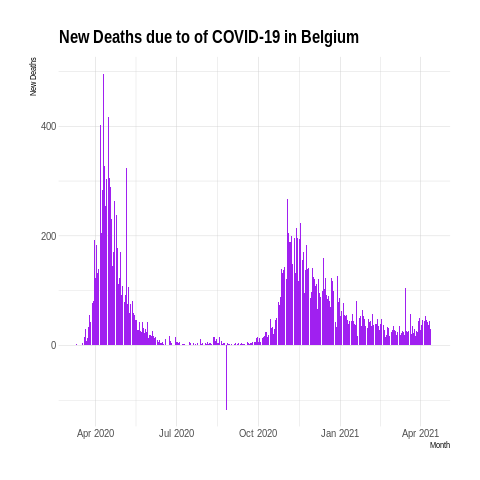 New Deaths due to of COVID-19 in Belgium
New Deaths
400
200
0
Apr 2020 Jul 2020 Oct 2020 Jan 2021 Apr 2021
Month